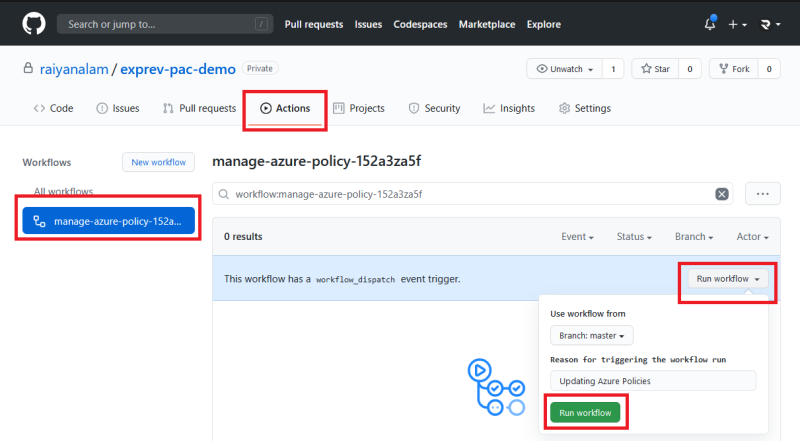 Search or jump to...
/
Pull requests Issues Codespaces Marketplace Explore
raiyanalam / exprev-pac-demo Private
Unwatch 1 Star 0 Fork 0
Code Issues Pull requests Actions Projects Security Insights Settings
Workflows New workflow
All workflows
manage-azure-policy-152a...
manage-azure-policy-152a3za5f
workflow:manage-azure-policy-152a3za5f
0 results Event Status Branch Actor
This workflow has a workflow_dispatch event trigger. Run workflow
Use workflow from
Branch: master
Reason for triggering the workflow run
Updating Azure Policies
Run workflow